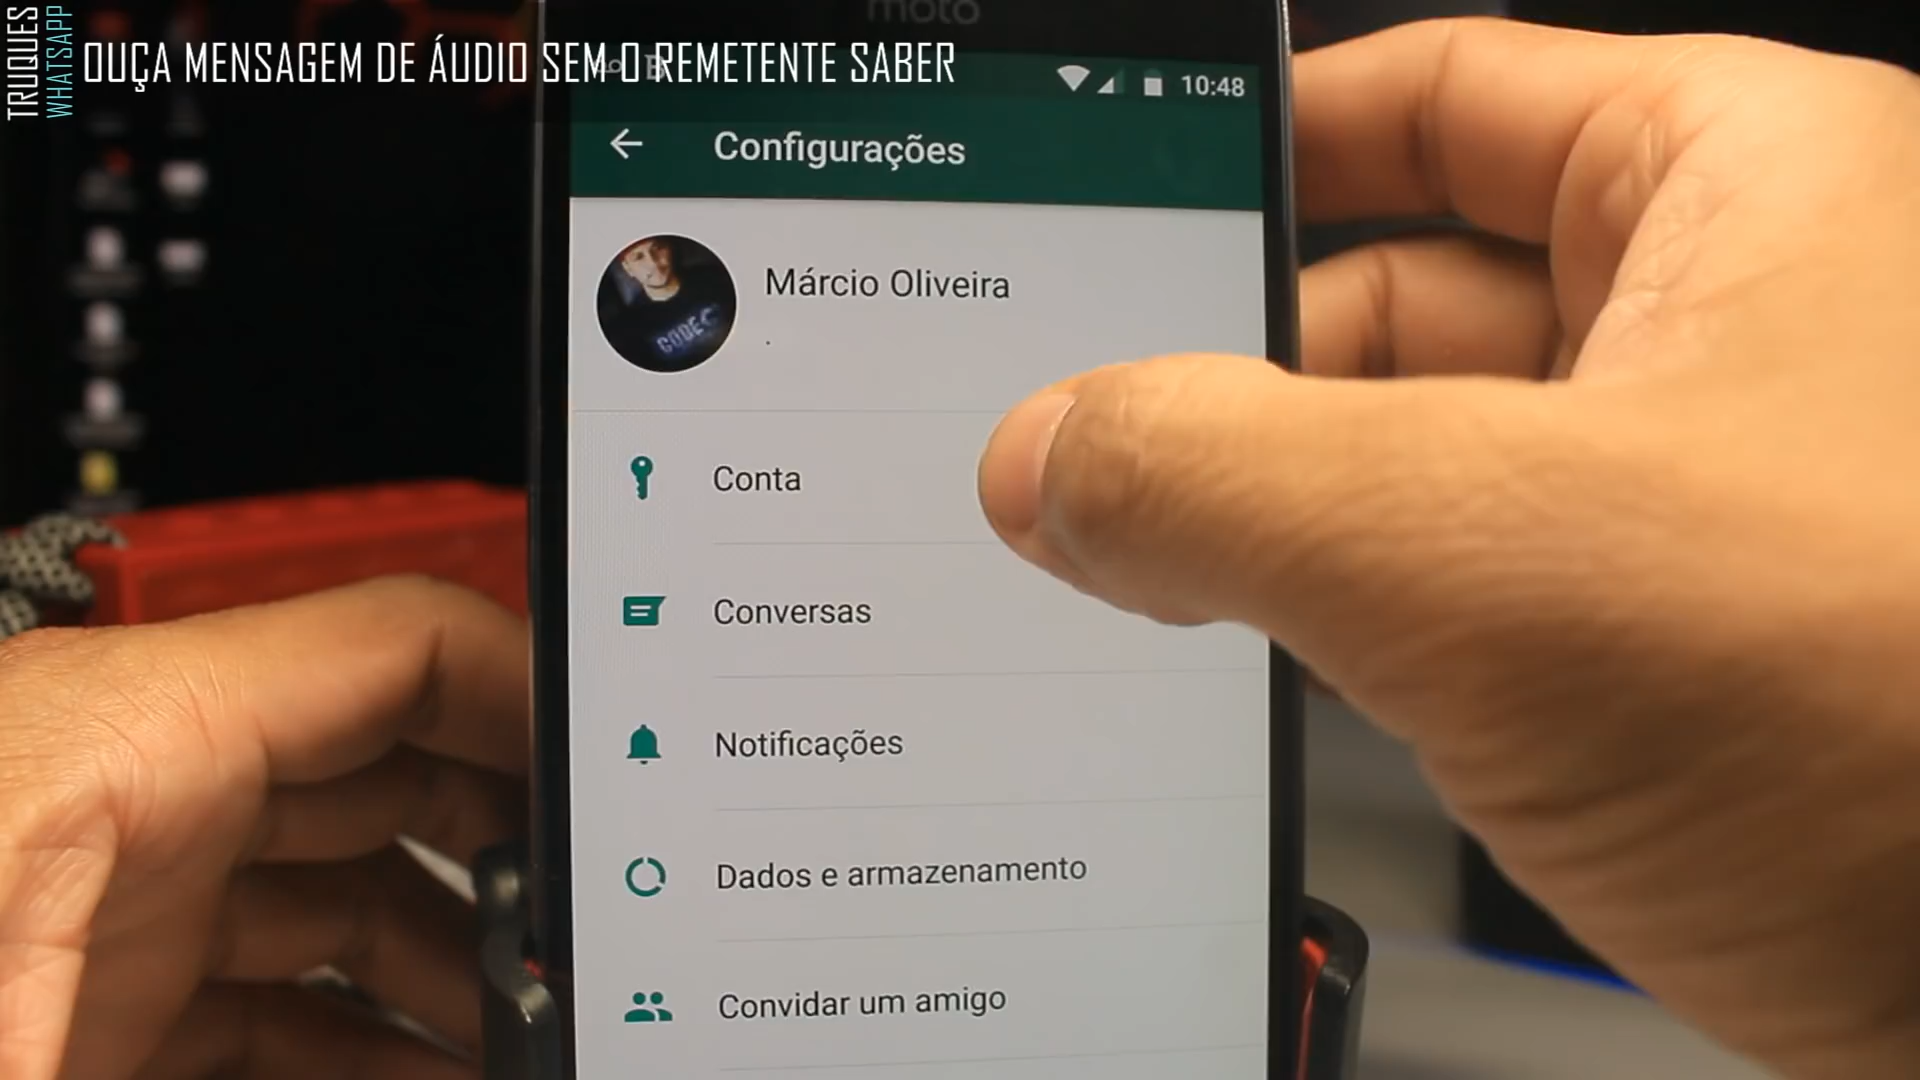 TRUQUES
WHATSAPP
OUÇA MENSAGEM DE ÁUDIO SEM O REMETENTE SABER
moto
10:48
Configurações
Márcio Oliveira
.
Conta
Conversas
Notificações
Dados e armazenamento
Convidar um amigo